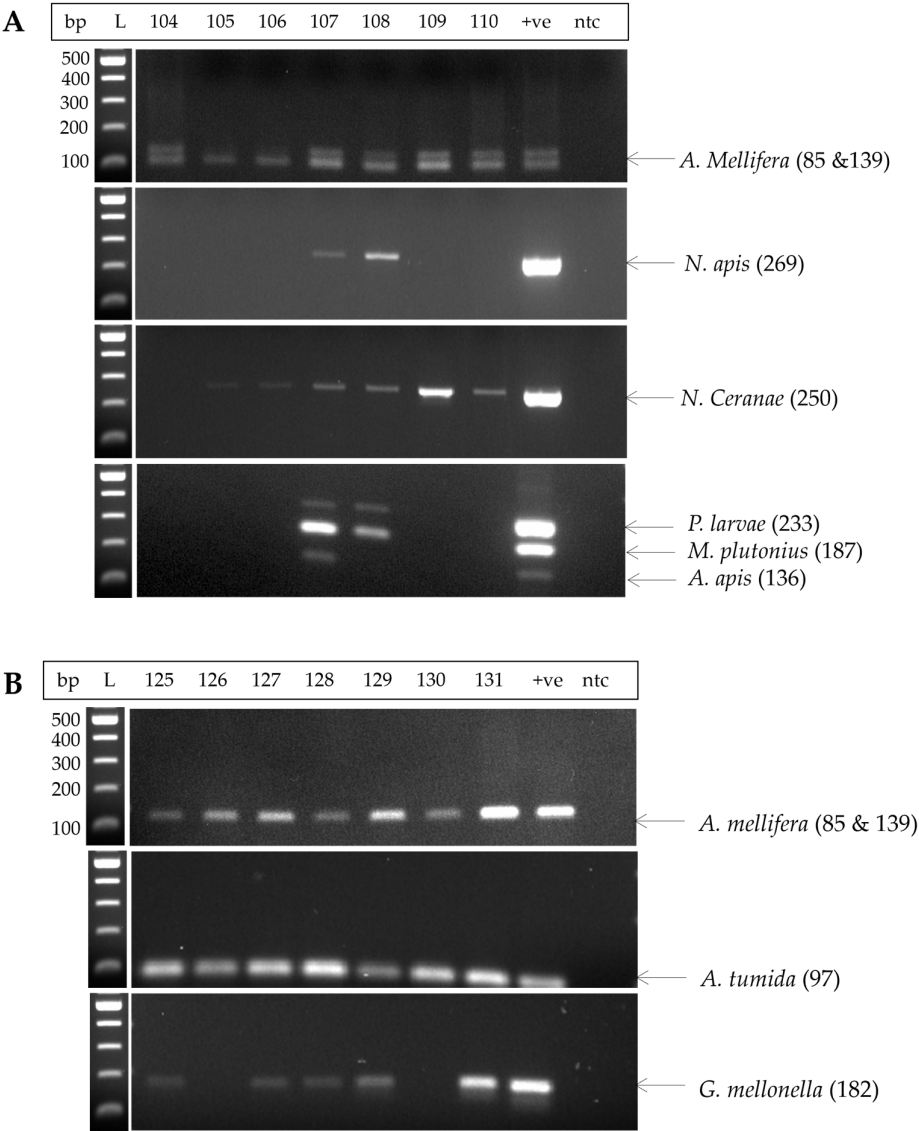 A
bp L 104 105 106 107 108 109 110 +ve ntc
500
400
300
200
100
A. Mellifera (85 &139)
N. apis (269)
N. Ceranae (250)
P. larvae (233)
M. plutonius (187)
A. apis (136)
B
bp L 125 126 127 128 129 130 131 +ve ntc
500
400
300
200
100
A. mellifera (85 & 139)
A. tumida (97)
G. mellonella (182)